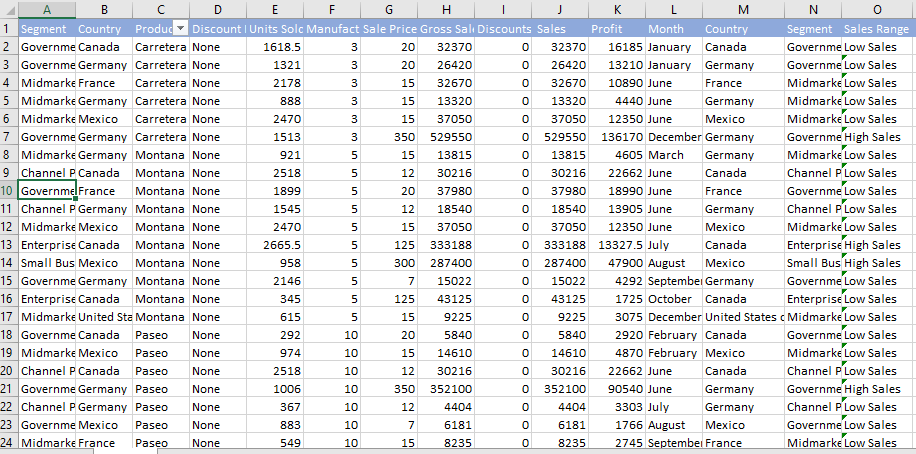 A B C D E F G H I J K L M N O
1 Segment Country Produc Discount Units Sol Manufact Sale Price Gross Sal Discounts Sales Profit Month Country Segment Sales Range
2 Governme Canada Carretera None 1618.5 3 20 32370 0 32370 16185 January Canada Governme Low Sales
3 Governme Germany Carretera None 1321 3 20 26420 0 26420 13210 January Germany Governme Low Sales
4 Midmarke France Carretera None 2178 3 15 32670 0 32670 10890 June France Midmarke Low Sales
5 Midmarke Germany Carretera None 888 3 15 13320 0 13320 4440 June Germany Midmarke Low Sales
6 Midmarke Mexico Carretera None 2470 3 15 37050 0 37050 12350 June Mexico Midmarke Low Sales
7 Governme Germany Carretera None 1513 3 350 529550 0 529550 136170 December Germany Governme High Sales
8 Midmarke Germany Montana None 921 5 15 13815 0 13815 4605 March Germany Midmarke Low Sales
9 Channel P Canada Montana None 2518 5 12 30216 0 30216 22662 June Canada Channel P Low Sales
10 Governme France Montana None 1899 5 20 37980 0 37980 18990 June France Governme Low Sales
11 Channel P Germany Montana None 1545 5 12 18540 0 18540 13905 June Germany Channel P Low Sales
12 Midmarke Mexico Montana None 2470 5 15 37050 0 37050 12350 June Mexico Midmarke Low Sales
13 Enterprise Canada Montana None 2665.5 5 125 333188 0 333188 13327.5 July Canada Enterprise High Sales
14 Small Bus Mexico Montana None 958 5 300 287400 0 287400 47900 August Mexico Small Bus High Sales
15 Governme Germany Montana None 2146 5 7 15022 0 15022 4292 September Germany Governme Low Sales
16 Enterprise Canada Montana None 345 5 125 43125 0 43125 1725 October Canada Enterprise Low Sales
17 Midmarke United Sta Montana None 615 5 15 9225 0 9225 3075 December United States o Midmarke Low Sales
18 Governme Canada Paseo None 292 10 20 5840 0 5840 2920 February Canada Governme Low Sales
19 Midmarke Mexico Paseo None 974 10 15 14610 0 14610 4870 February Mexico Midmarke Low Sales
20 Channel P Canada Paseo None 2518 10 12 30216 0 30216 22662 June Canada Channel P Low Sales
21 Governme Germany Paseo None 1006 10 350 352100 0 352100 90540 June Germany Governme High Sales
22 Channel P Germany Paseo None 367 10 12 4404 0 4404 3303 July Germany Channel P Low Sales
23 Governme Mexico Paseo None 883 10 7 6181 0 6181 1766 August Mexico Governme Low Sales
24 Midmarke France Paseo None 549 10 15 8235 0 8235 2745 September France Midmarke Low Sales